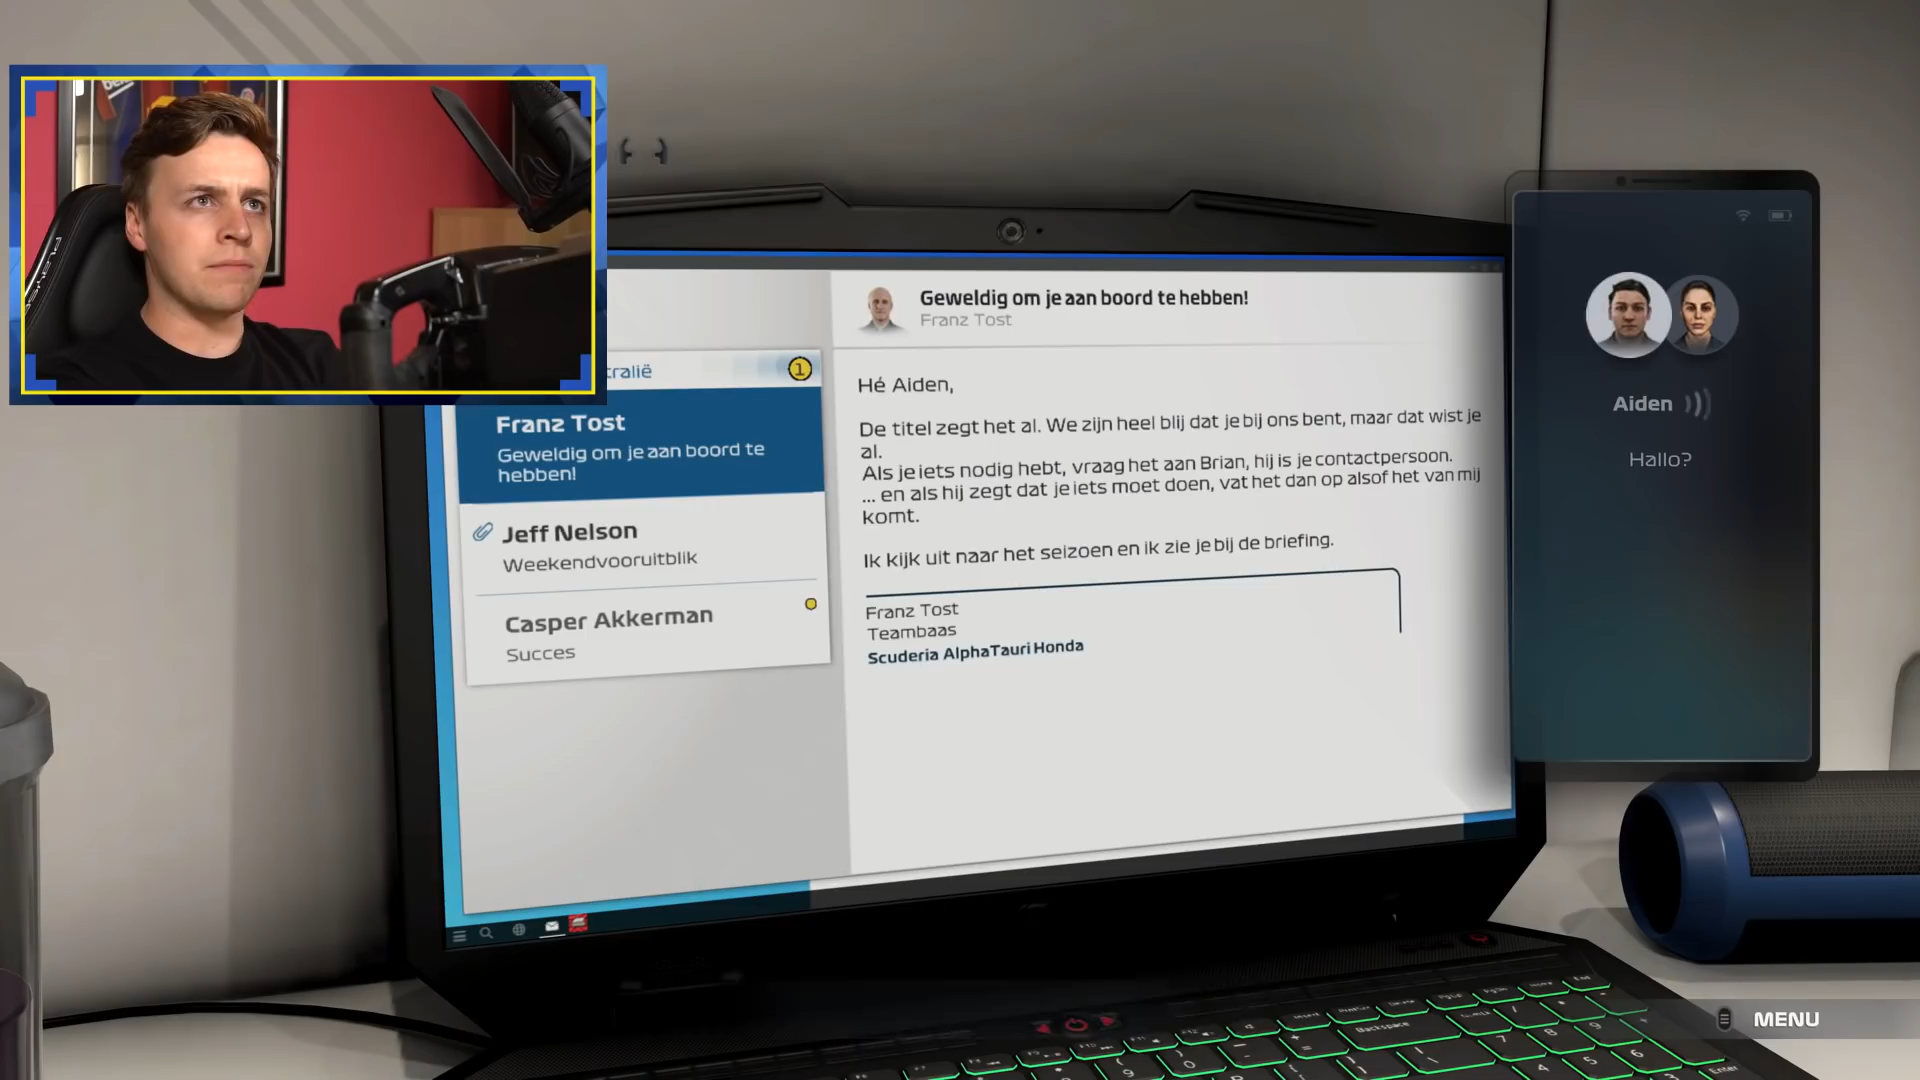 Geweldig om je aan boord te hebben!
Franz Tost
tralië
1
Franz Tost
Geweldig om je aan boord te
hebben!
Jeff Nelson
Weekendvooruitblik
Casper Akkerman
Succes
Hé Aiden,
De titel zegt het al. We zijn heel blij dat je bij ons bent, maar dat wist je
al.
Als je iets nodig hebt, vraag het aan Brian, hij is je contactpersoon.
... en als hij zegt dat je iets moet doen, vat het dan op alsof het van mij
komt.
Ik kijk uit naar het seizoen en ik zie je bij de briefing.
Franz Tost
Teambaas
Scuderia AlphaTauri Honda
Aiden
Hallo?
MENU
Backspace
Enter